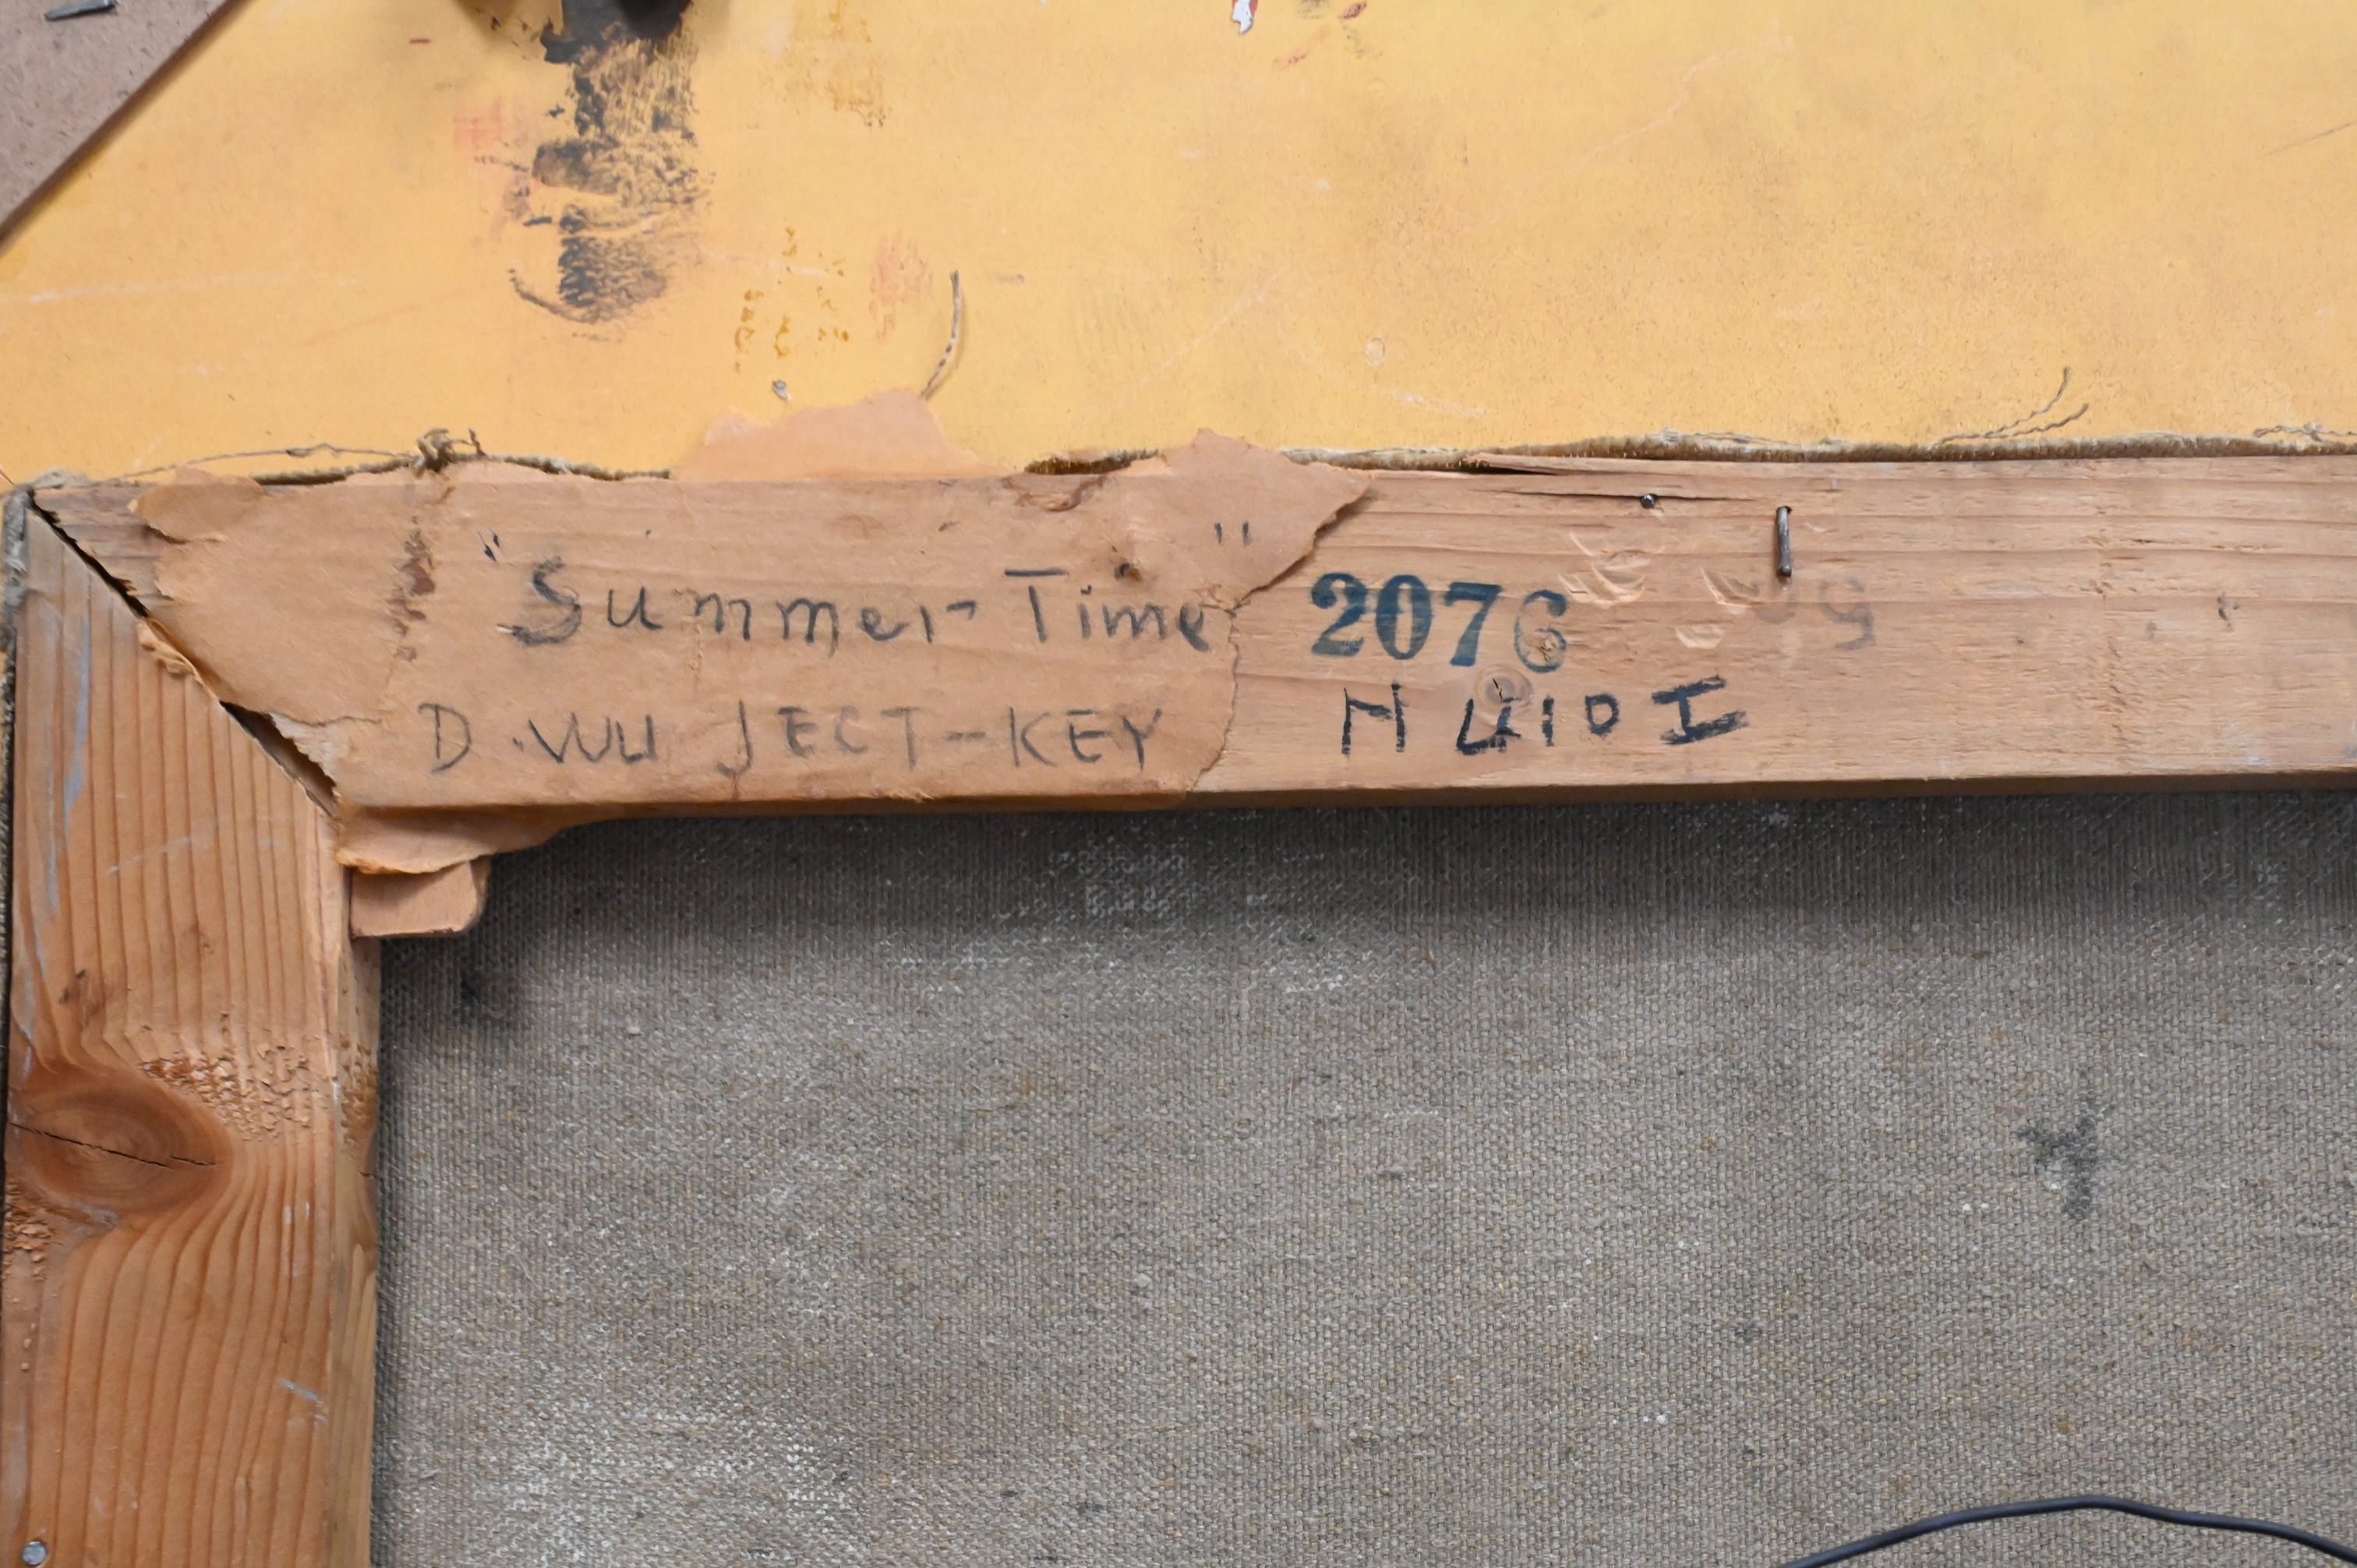 "Summer-Time"
2076
D. WU JECT-KEY
H 410 I